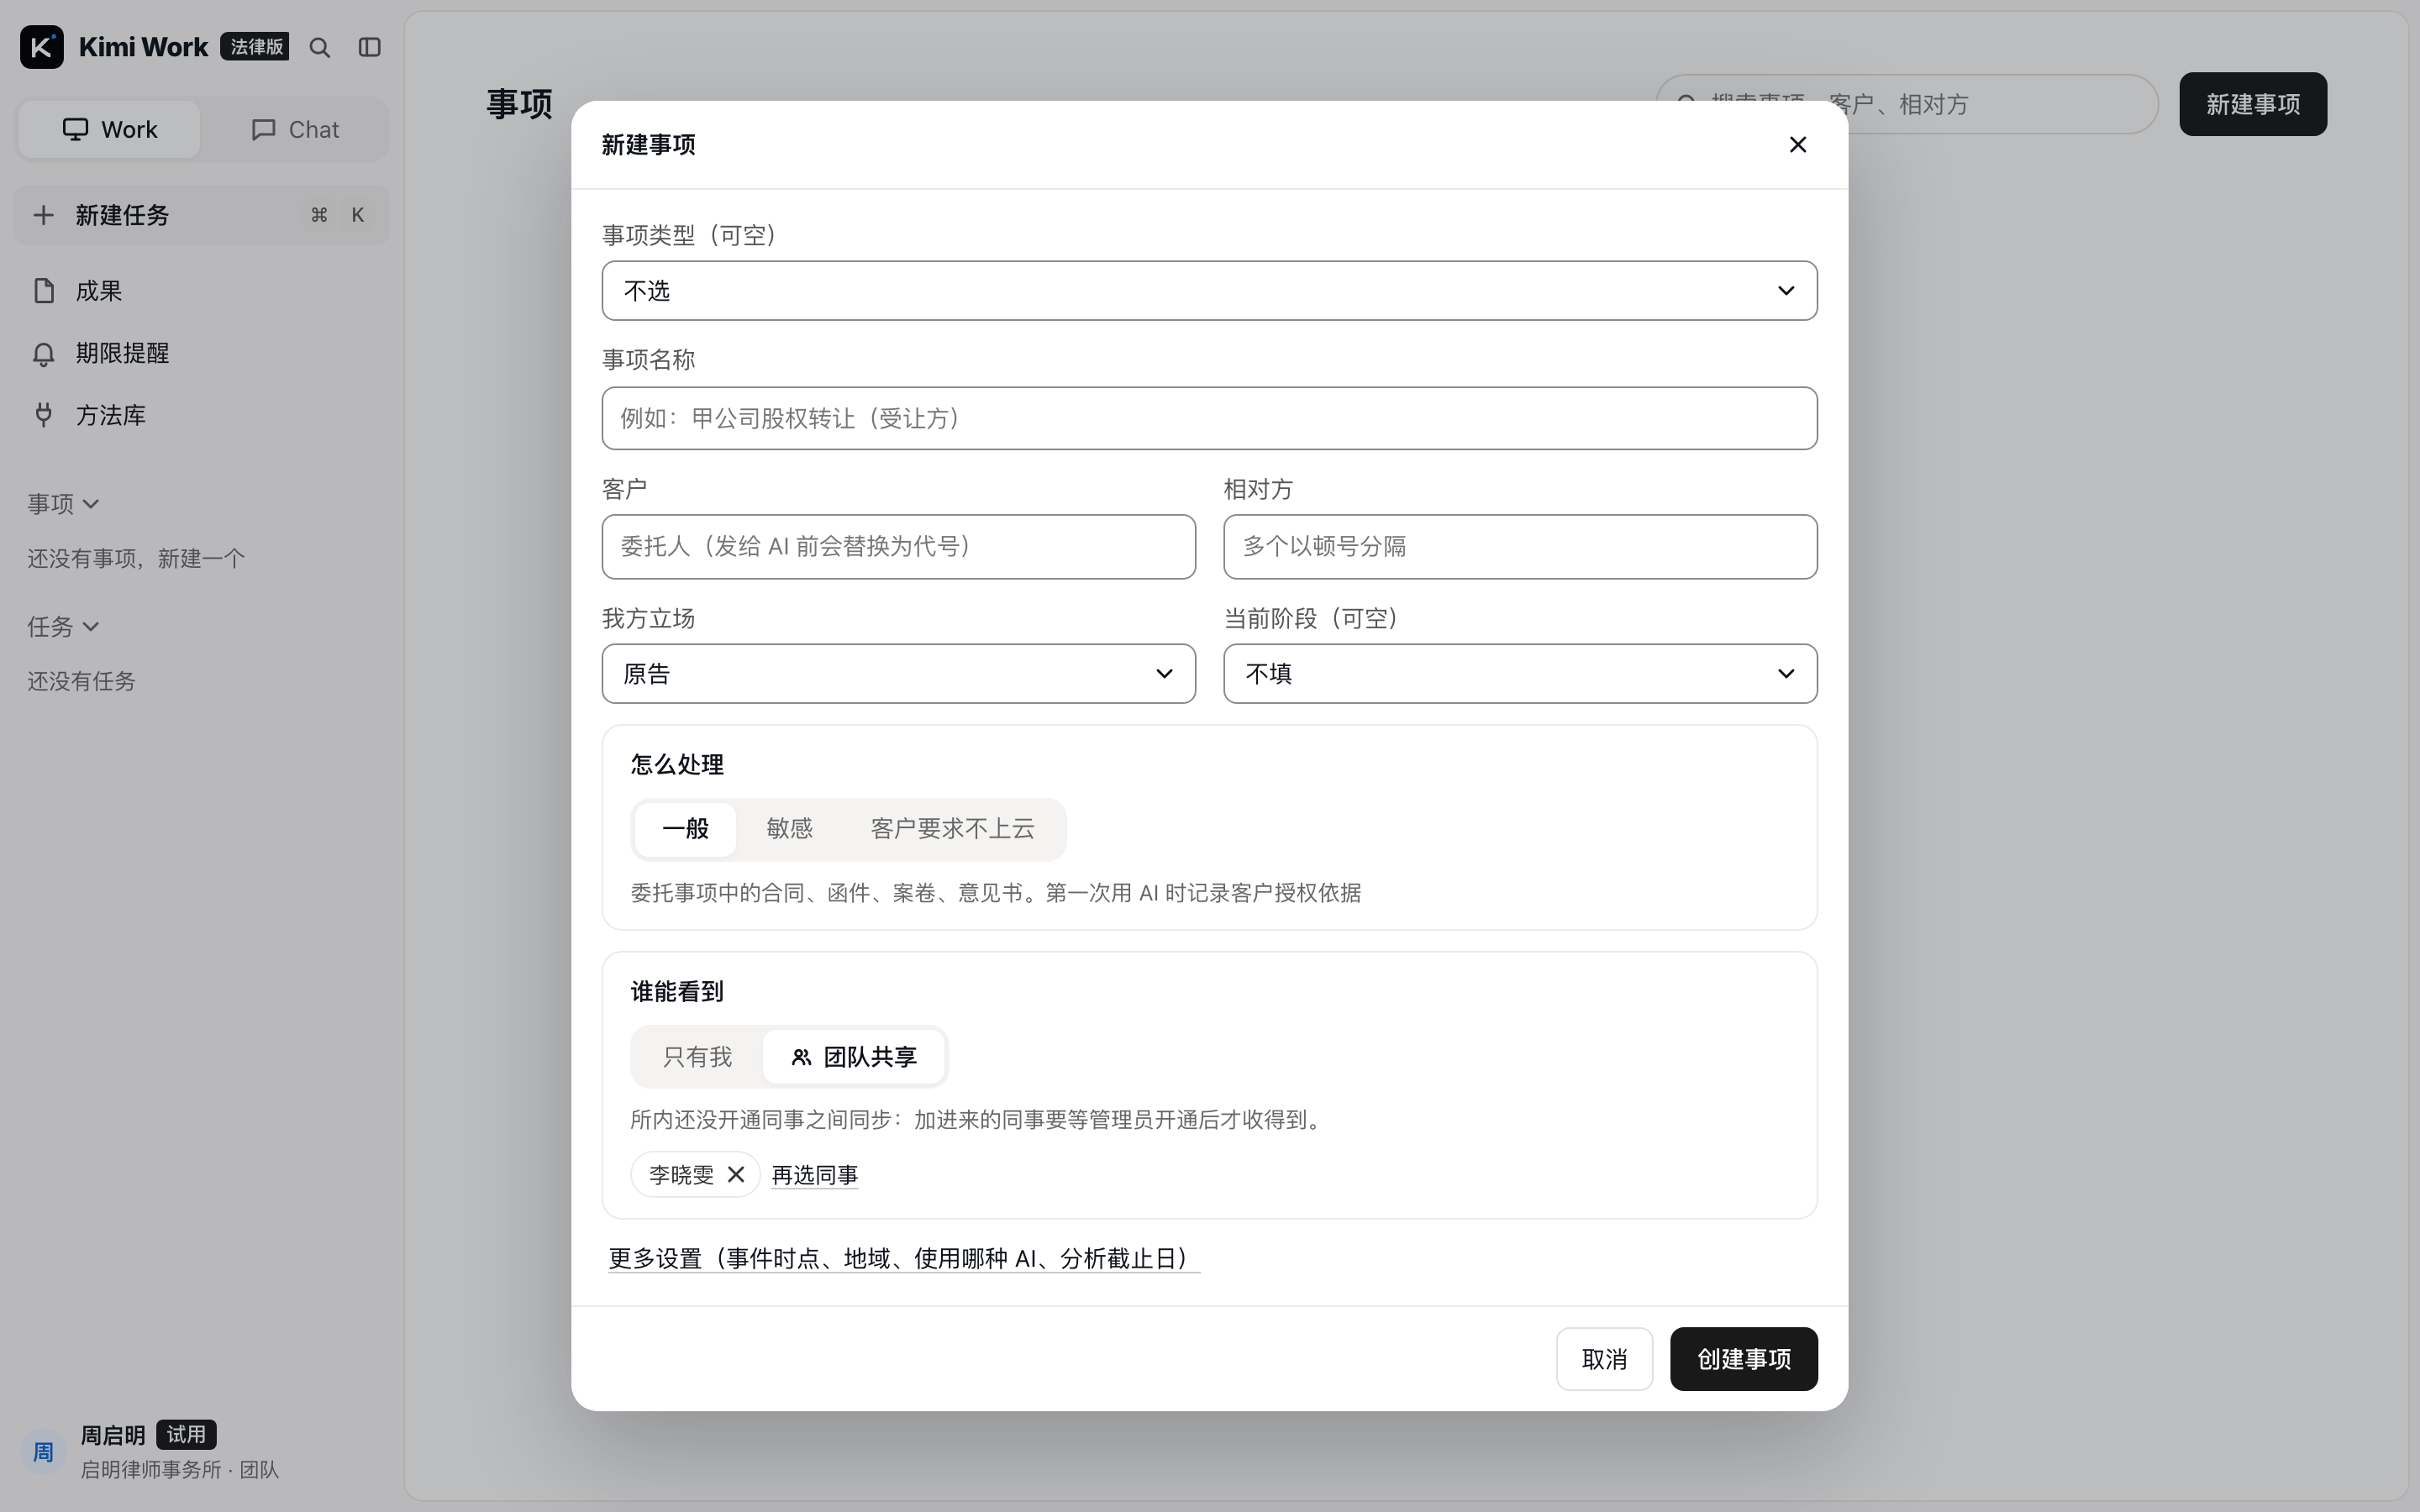 Kimi Work 法律版
Work Chat
新建任务 ⌘ K
成果
期限提醒
方法库
事项
还没有事项，新建一个
任务
还没有任务
周 周启明 试用
启明律师事务所 · 团队
事项
搜索事项、客户、相对方
新建事项
新建事项
事项类型（可空）
不选
事项名称
例如：甲公司股权转让（受让方）
客户 相对方
委托人（发给 AI 前会替换为代号） 多个以顿号分隔
我方立场 当前阶段（可空）
原告 不填
怎么处理
一般 敏感 客户要求不上云
委托事项中的合同、函件、案卷、意见书。第一次用 AI 时记录客户授权依据
谁能看到
只有我 团队共享
所内还没开通同事之间同步：加进来的同事要等管理员开通后才收得到。
李晓雯 再选同事
更多设置（事件时点、地域、使用哪种 AI、分析截止日）
取消 创建事项